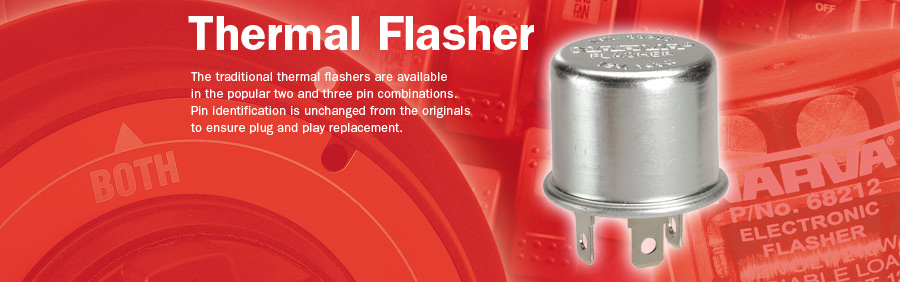 Thermal Flasher
The traditional thermal flashers are available
in the popular two and three pin combinations.
Pin identification is unchanged from the originals
to ensure plug and play replacement.
BOTH
OFF
FLASHER
NARVA®
P/No. 68212
ELECTRONIC
FLASHER